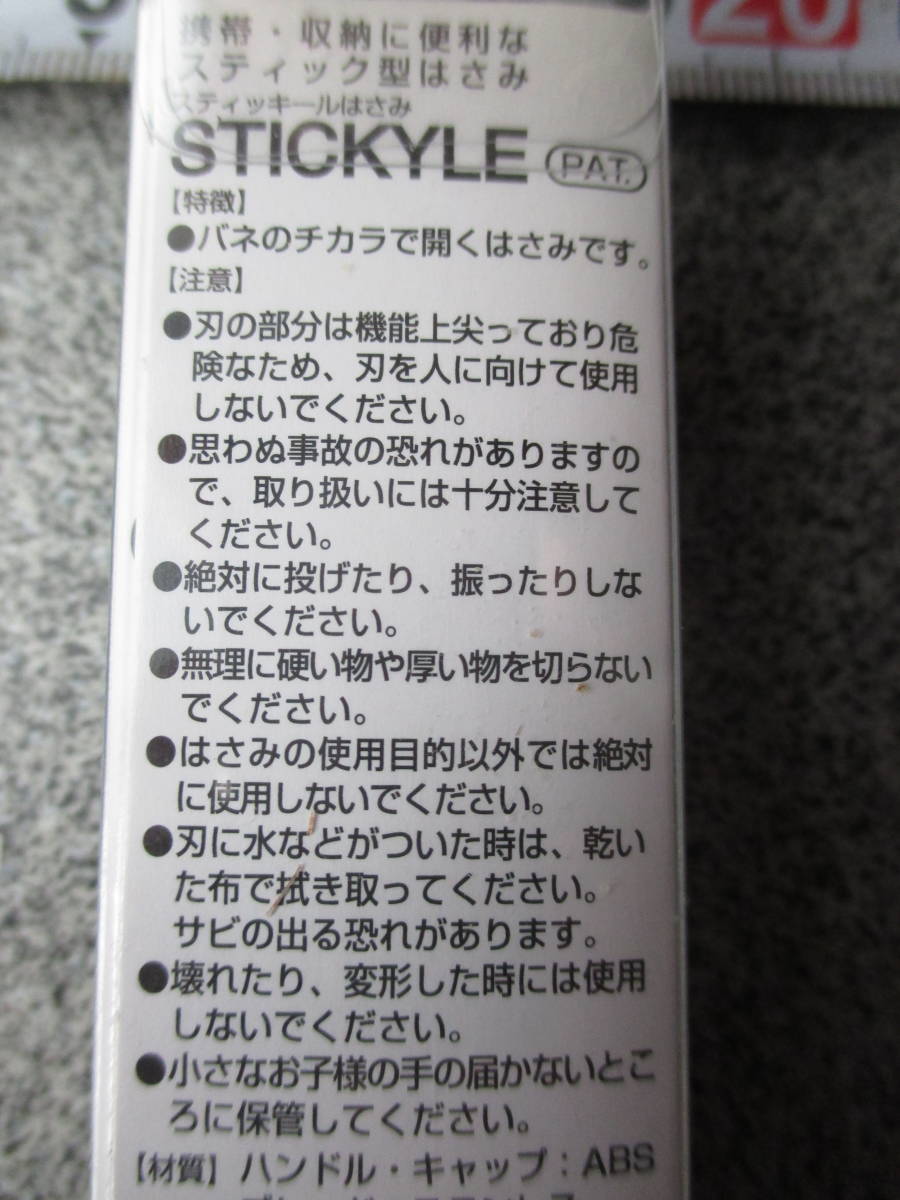 20
携帯・収納に便利な
スティック型はさみ
スティッキールはさみ
STICKYLE PAT.
【特徴】
●バネのチカラで開くはさみです。
【注意】
●刃の部分は機能上尖っており危
険なため、刃を人に向けて使用
しないでください。
●思わぬ事故の恐れがありますの
で、取り扱いには十分注意して
ください。
●絶対に投げたり、振ったりしな
いでください。
●無理に硬い物や厚い物を切らない
でください。
●はさみの使用目的以外では絶対
に使用しないでください。
●刃に水などがついた時は、乾い
た布で拭き取ってください。
サビの出る恐れがあります。
●壊れたり、変形した時には使用
しないでください。
●小さなお子様の手の届かないとこ
ろに保管してください。
【材質】ハンドル・キャップ：ABS